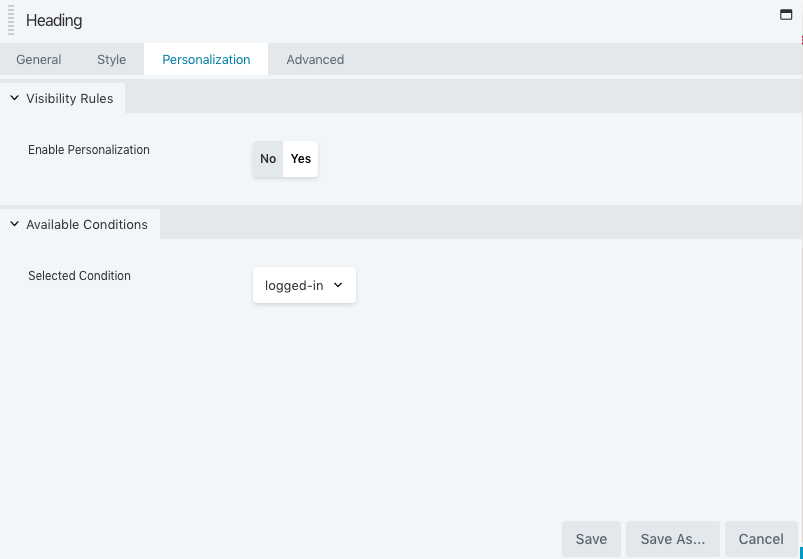 Heading
General Style Personalization Advanced
Visibility Rules
Enable Personalization No Yes
Available Conditions
Selected Condition logged-in
Save Save As... Cancel